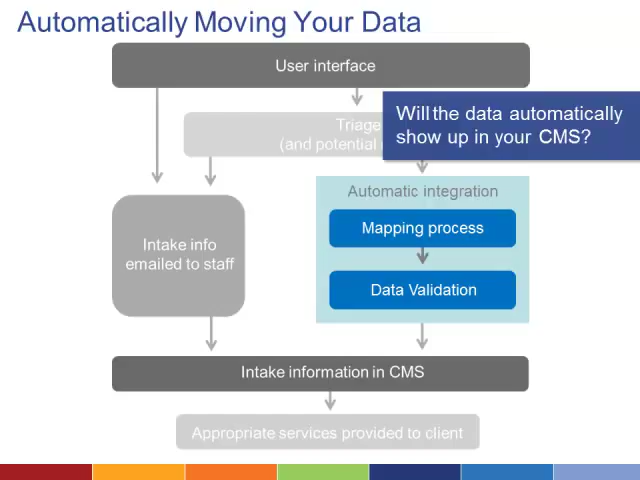 Automatically Moving Your Data
User interface
Will the data automatically
show up in your CMS?
Triage
(and potential
Automatic integration
Mapping process
Intake info
emailed to staff
Data Validation
Intake information in CMS
Appropriate services provided to client